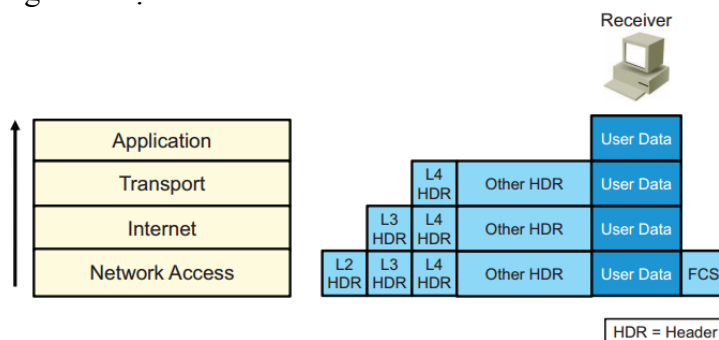 Receiver
Application
User Data
Transport
L4 HDR
Other HDR
User Data
Internet
L3 HDR
L4 HDR
Other HDR
User Data
Network Access
L2 HDR
L3 HDR
L4 HDR
Other HDR
User Data
FCS
HDR = Header